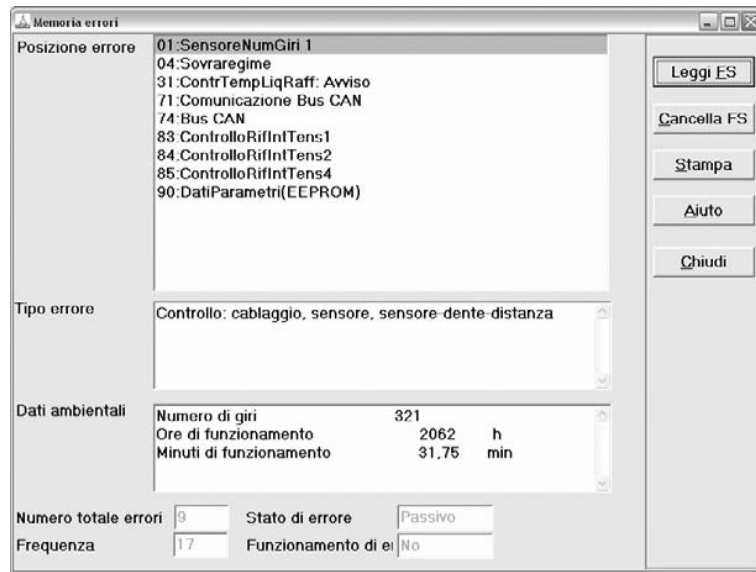 Memoria errori
Posizione errore
01:SensoreNumGiri 1
04:Sovraregime
31:ContrTempLiqRaff: Avviso
71:Comunicazione Bus CAN
74:Bus CAN
83:ControlloRifIntTens1
84:ControlloRifIntTens2
85:ControlloRifIntTens4
90:DatiParametri(EEPROM)
Leggi FS
Cancella FS
Stampa
Aiuto
Chiudi
Tipo errore
Controllo: cablaggio, sensore, sensore-dente-distanza
Dati ambientali
Numero di giri 321
Ore di funzionamento 2062 h
Minuti di funzionamento 31,75 min
Numero totale errori 9 Stato di errore Passivo
Frequenza 17 Funzionamento di e No